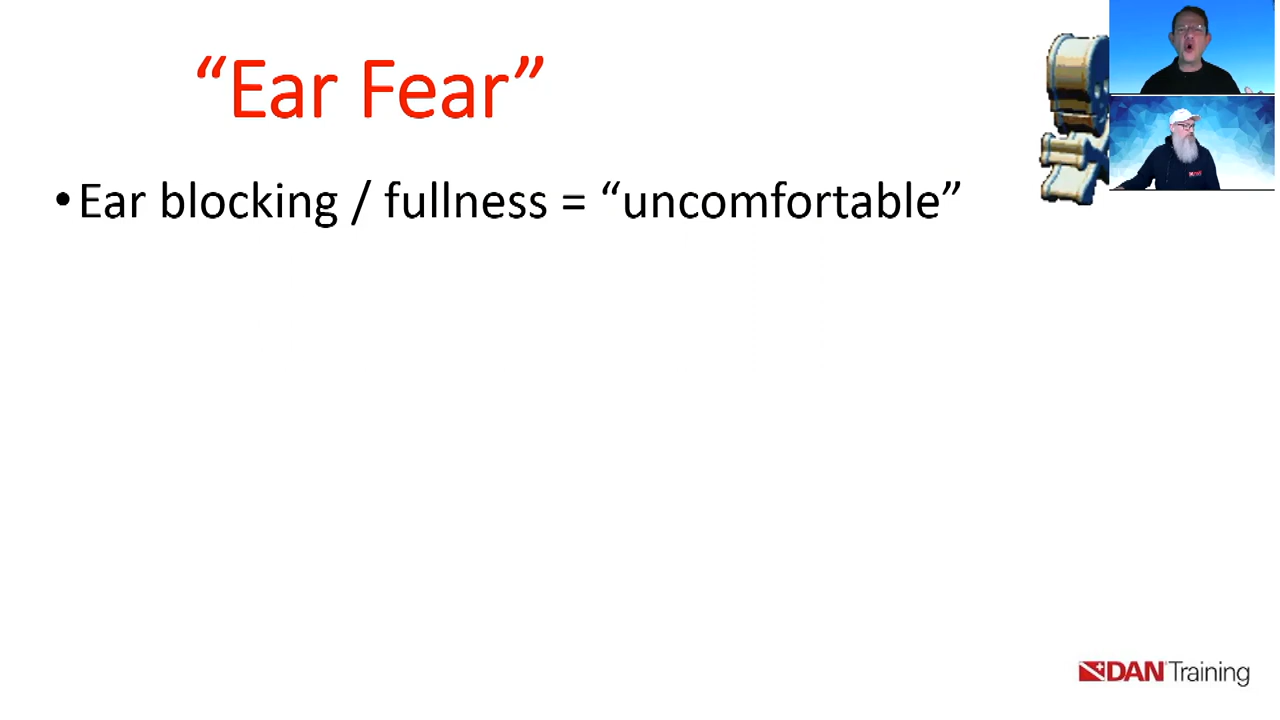 “Ear Fear”
•Ear blocking / fullness = “uncomfortable”
DAN Training